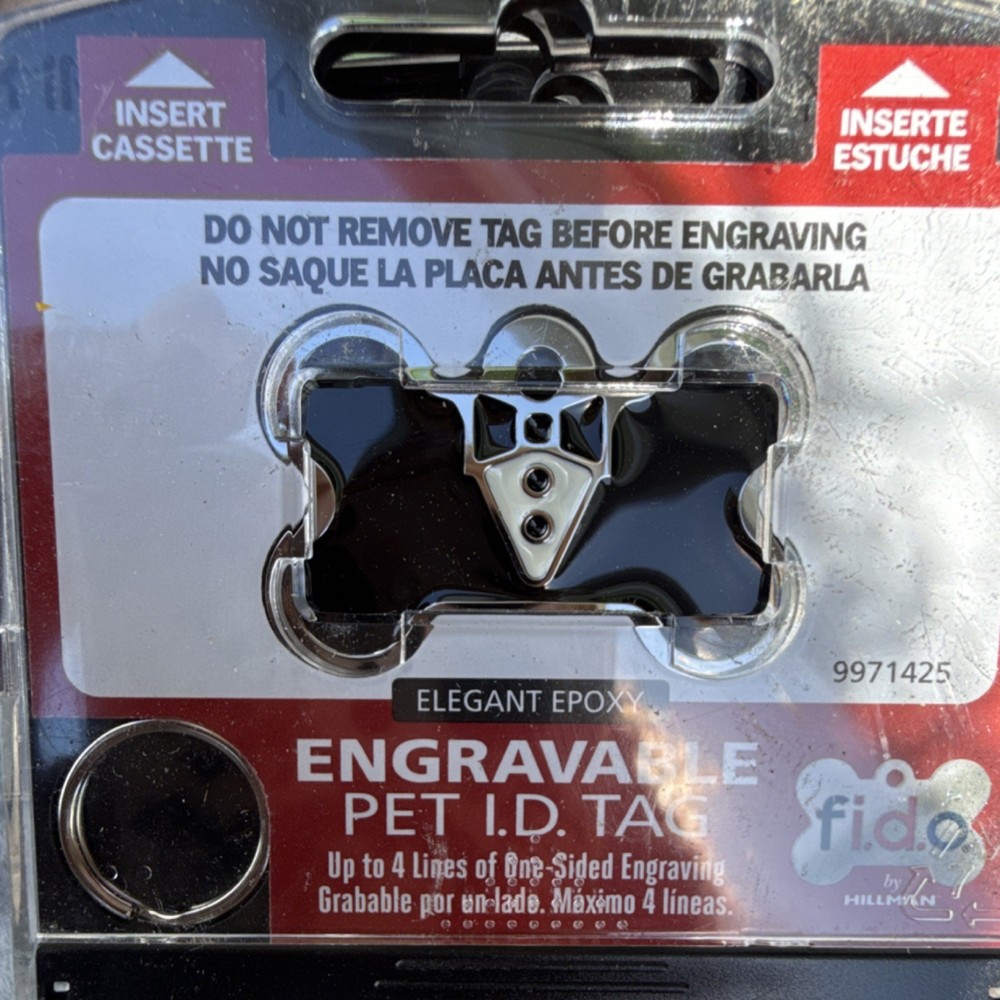 INSERT
CASSETTE
INSERTE
ESTUCHE
DO NOT REMOVE TAG BEFORE ENGRAVING
NO SAQUE LA PLACA ANTES DE GRABARLA
9971425
ELEGANT EPOXY
ENGRAVABLE
PET I.D. TAG
Up to 4 Lines of One-Sided Engraving
Grabable por un lado. Máximo 4 líneas.
f.i.d.o.
by
HILLMAN